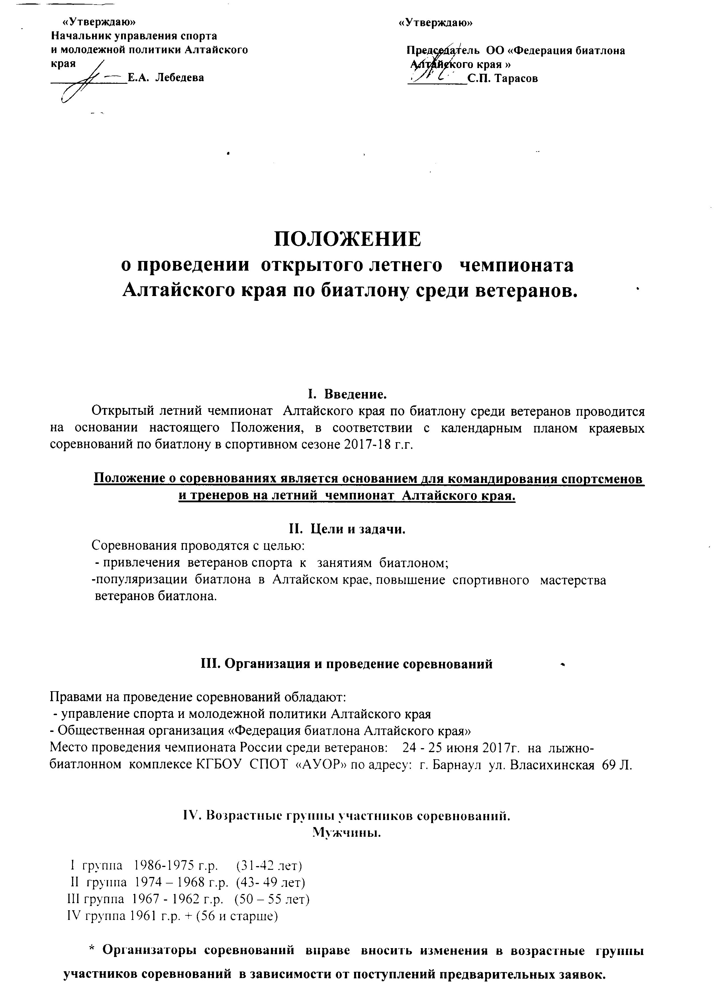 «Утверждаю»
Начальник управления спорта
и молодежной политики Алтайского
края
Е.А. Лебедева
«Утверждаю»
Председатель ОО «Федерация биатлона
Алтайского края »
С.П. Тарасов
ПОЛОЖЕНИЕ
о проведении открытого летнего чемпионата
Алтайского края по биатлону среди ветеранов.
I. Введение.
Открытый летний чемпионат Алтайского края по биатлону среди ветеранов проводится
на основании настоящего Положения, в соответствии с календарным планом краяевых
соревнований по биатлону в спортивном сезоне 2017-18 г.г.
Положение о соревнованиях является основанием для командирования спортсменов
и тренеров на летний чемпионат Алтайского края.
II. Цели и задачи.
Соревнования проводятся с целью:
- привлечения ветеранов спорта к занятиям биатлоном;
-популяризации биатлона в Алтайском крае, повышение спортивного мастерства
ветеранов биатлона.
III. Организация и проведение соревнований
Правами на проведение соревнований обладают:
- управление спорта и молодежной политики Алтайского края
- Общественная организация «Федерация биатлона Алтайского края»
Место проведения чемпионата России среди ветеранов: 24 - 25 июня 2017г. на лыжно-
биатлонном комплексе КГБОУ СПОТ «АУОР» по адресу: г. Барнаул ул. Власихинская 69 Л.
IV. Возрастные группы участников соревнований.
Мужчины.
I группа 1986-1975 г.р. (31-42 лет)
II группа 1974 – 1968 г.р. (43- 49 лет)
III группа 1967 - 1962 г.р. (50 – 55 лет)
IV группа 1961 г.р. + (56 и старше)
* Организаторы соревнований вправе вносить изменения в возрастные группы
участников соревнований в зависимости от поступлений предварительных заявок.